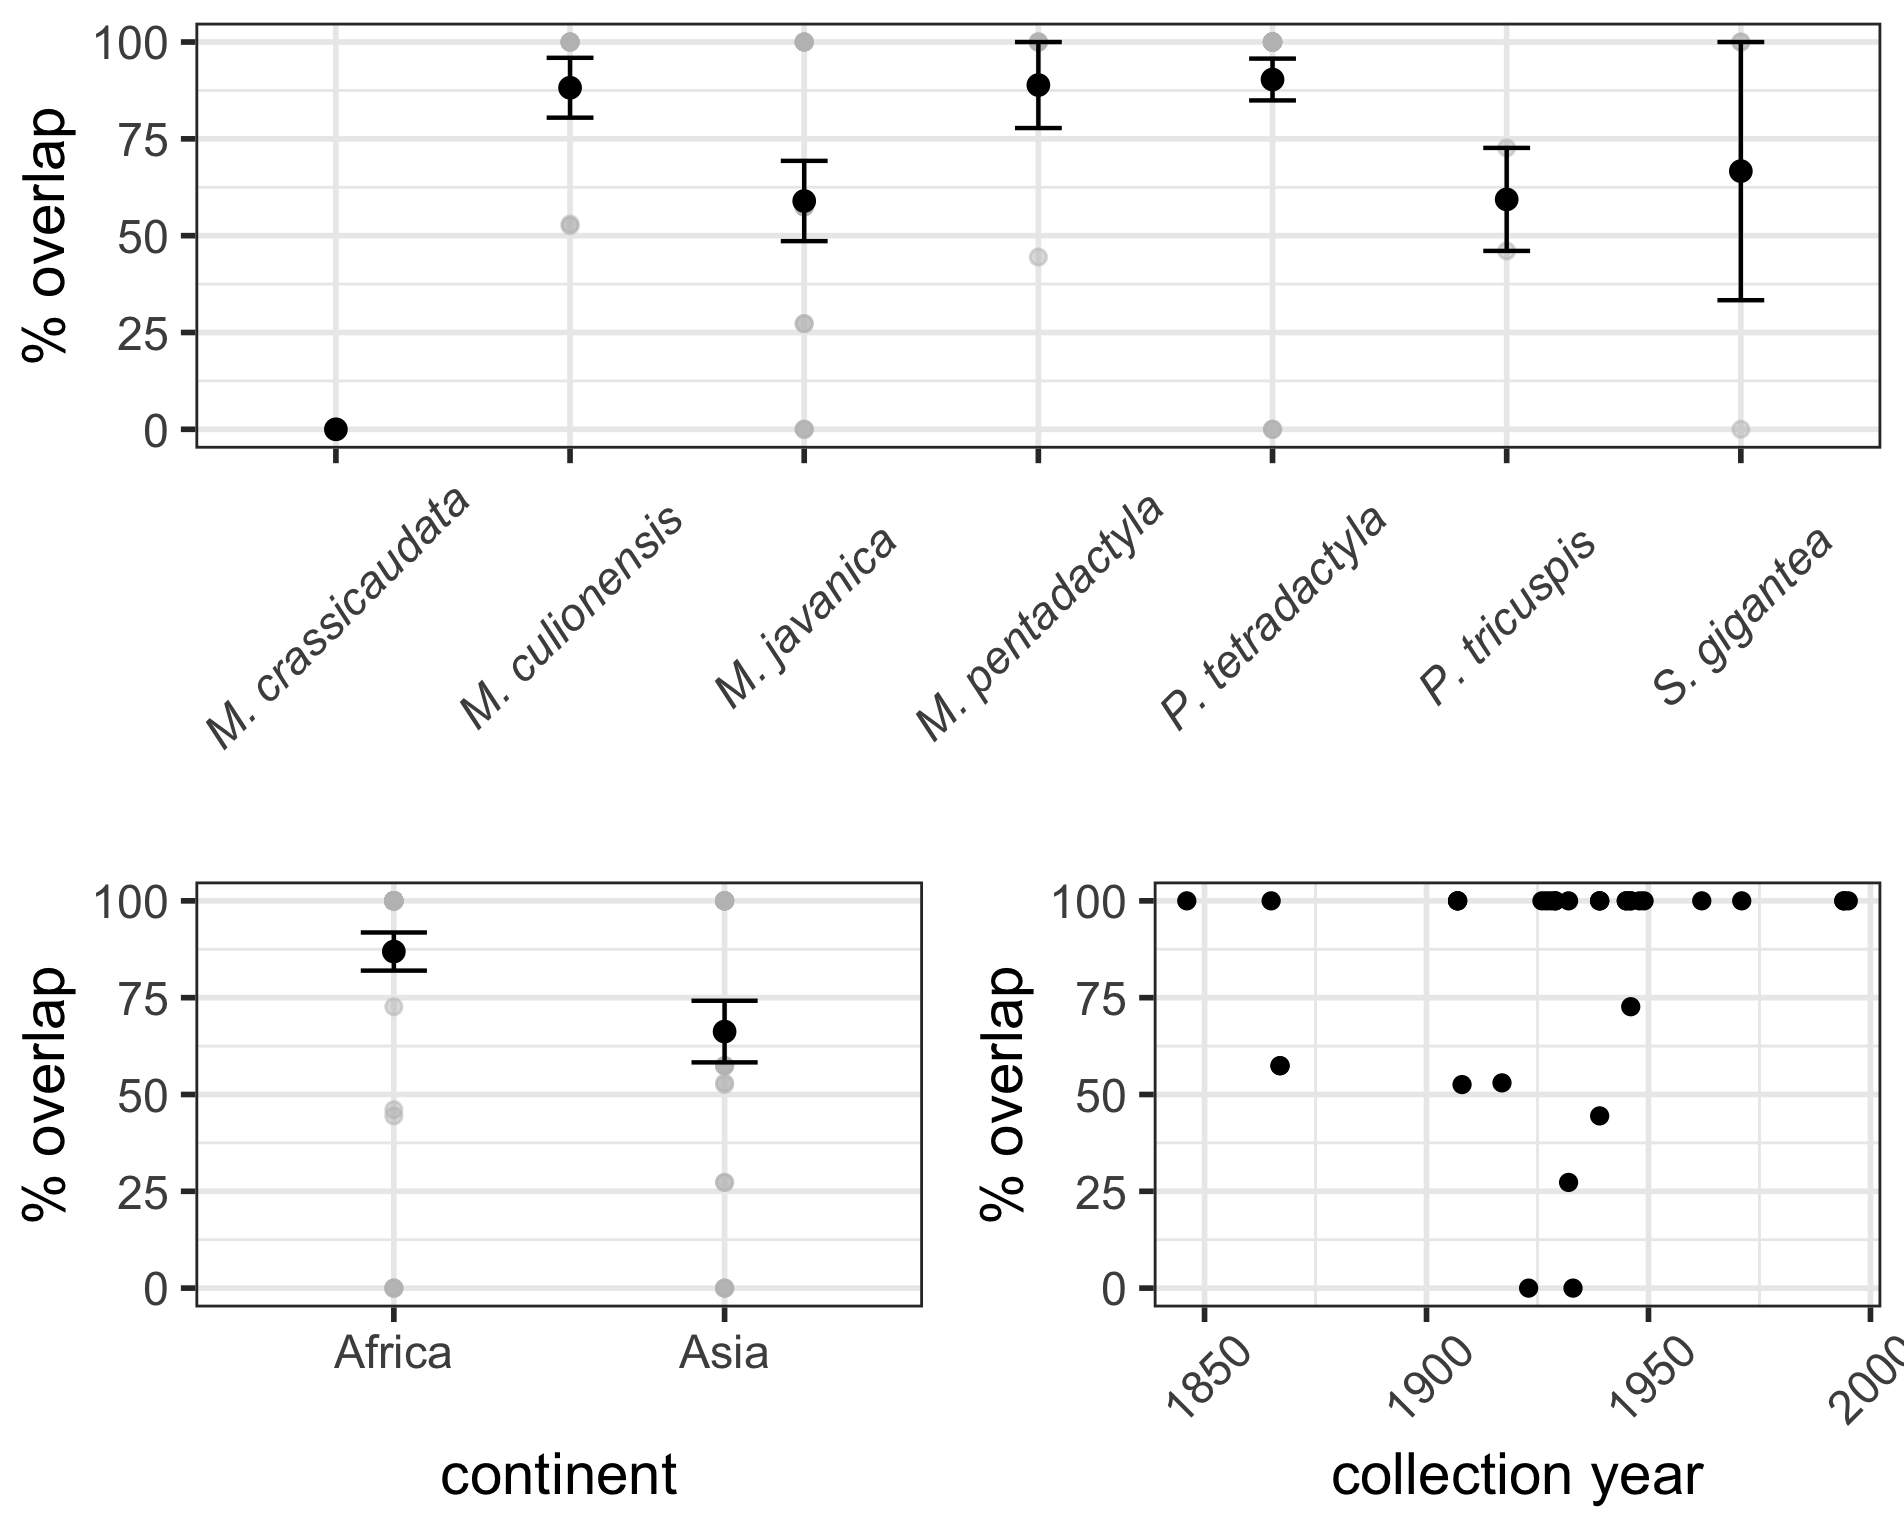 % overlap
100
75
50
25
0
M. crassicaudata
M. culionensis
M. javanica
M. pentadactyla
P. tetradactyla
P. tricuspis
S. gigantea
% overlap
100
75
50
25
0
Africa
Asia
continent
% overlap
100
75
50
25
0
1850
1900
1950
2000
collection year